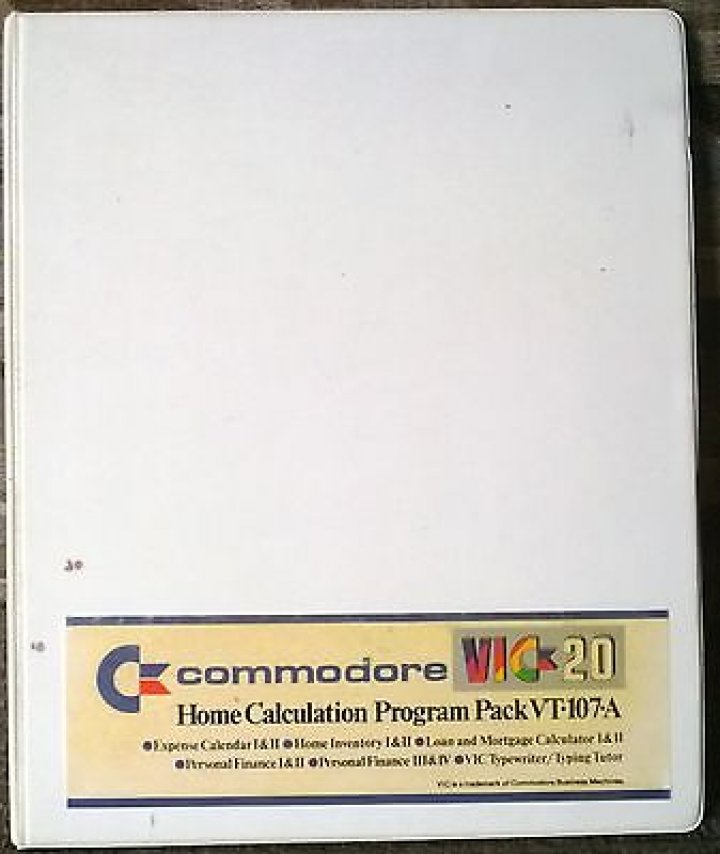 commodore VIC 20
Home Calculation Program Pack VT-107-A
●Expense Calendar I & II ●Home Inventory I & II ●Loan and Mortgage Calculator I & II
●Personal Finance I & II ●Personal Finance III & IV ●VIC Typewriter/Typing Tutor
VIC is a trademark of Commodore Business Machines